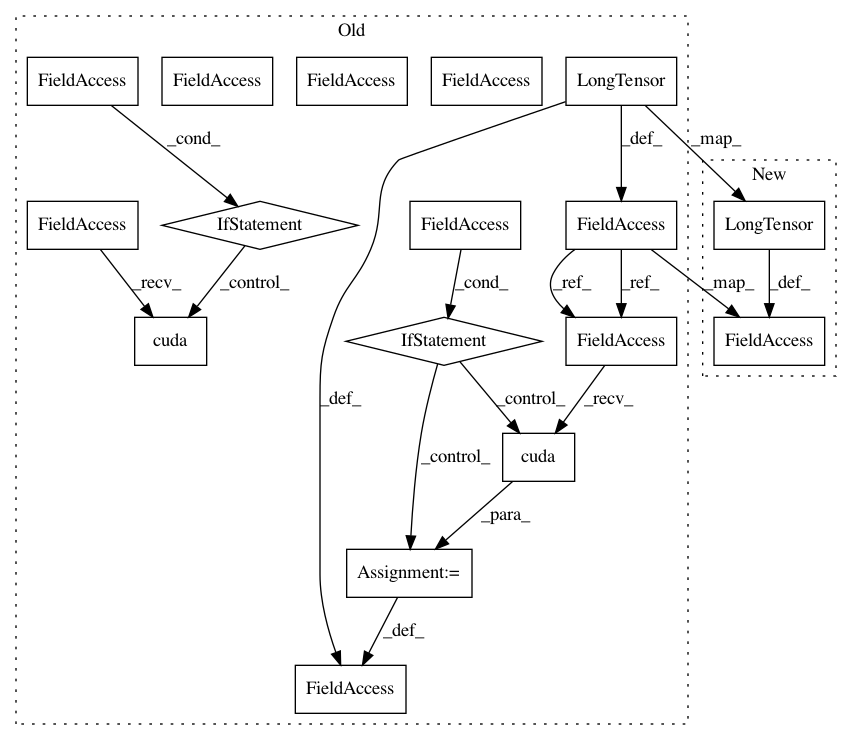 Old
FieldAccess
FieldAccess
FieldAccess
FieldAccess
LongTensor
_cond_
_def_
_map_
New
FieldAccess
IfStatement
FieldAccess
FieldAccess
LongTensor
_recv_
_control_
_cond_
_ref_
_ref_
_map_
_def_
cuda
IfStatement
FieldAccess
FieldAccess
_def_
_control_
_recv_
_control_
cuda
_para_
Assignment:=
_def_
FieldAccess